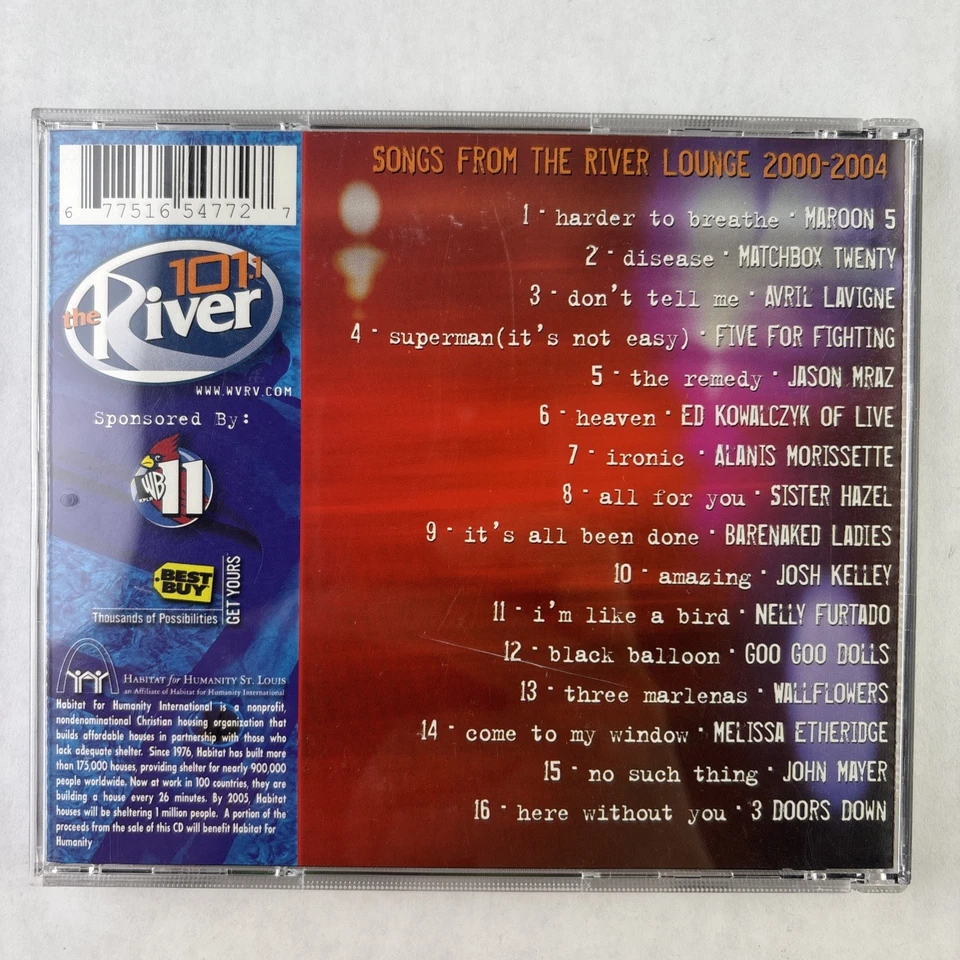 6 77516 54772 7
101.1
the River
WWW.WVRV.COM
Sponsored By:
KPLR WB 11
BEST
BUY
Thousands of Possibilities
GET YOURS
HABITAT for HUMANITY ST. LOUIS
an Affiliate of Habitat for Humanity International
Habitat For Humanity International is a nonprofit,
nondenominational Christian housing organization that
builds affordable houses in partnership with those who
lack adequate shelter. Since 1976, Habitat has built more
than 175,000 houses, providing shelter for nearly 900,000
people worldwide. Now at work in 100 countries, they are
building a house every 26 minutes. By 2005, Habitat
houses will be sheltering 1 million people. A portion of the
proceeds from the sale of this CD will benefit Habitat For
Humanity
SONGS FROM THE RIVER LOUNGE 2000-2004
1 - harder to breathe · MAROON 5
2 - disease · MATCHBOX TWENTY
3 - don't tell me · AVRIL LAVIGNE
4 - superman(it's not easy) · FIVE FOR FIGHTING
5 - the remedy · JASON MRAZ
6 - heaven · ED KOWALCZYK OF LIVE
7 - ironic · ALANIS MORISSETTE
8 - all for you · SISTER HAZEL
9 - it's all been done · BARENAKED LADIES
10 - amazing · JOSH KELLEY
11 - i'm like a bird · NELLY FURTADO
12 - black balloon · GOO GOO DOLLS
13 - three marlenas · WALLFLOWERS
14 - come to my window · MELISSA ETHERIDGE
15 - no such thing · JOHN MAYER
16 - here without you · 3 DOORS DOWN